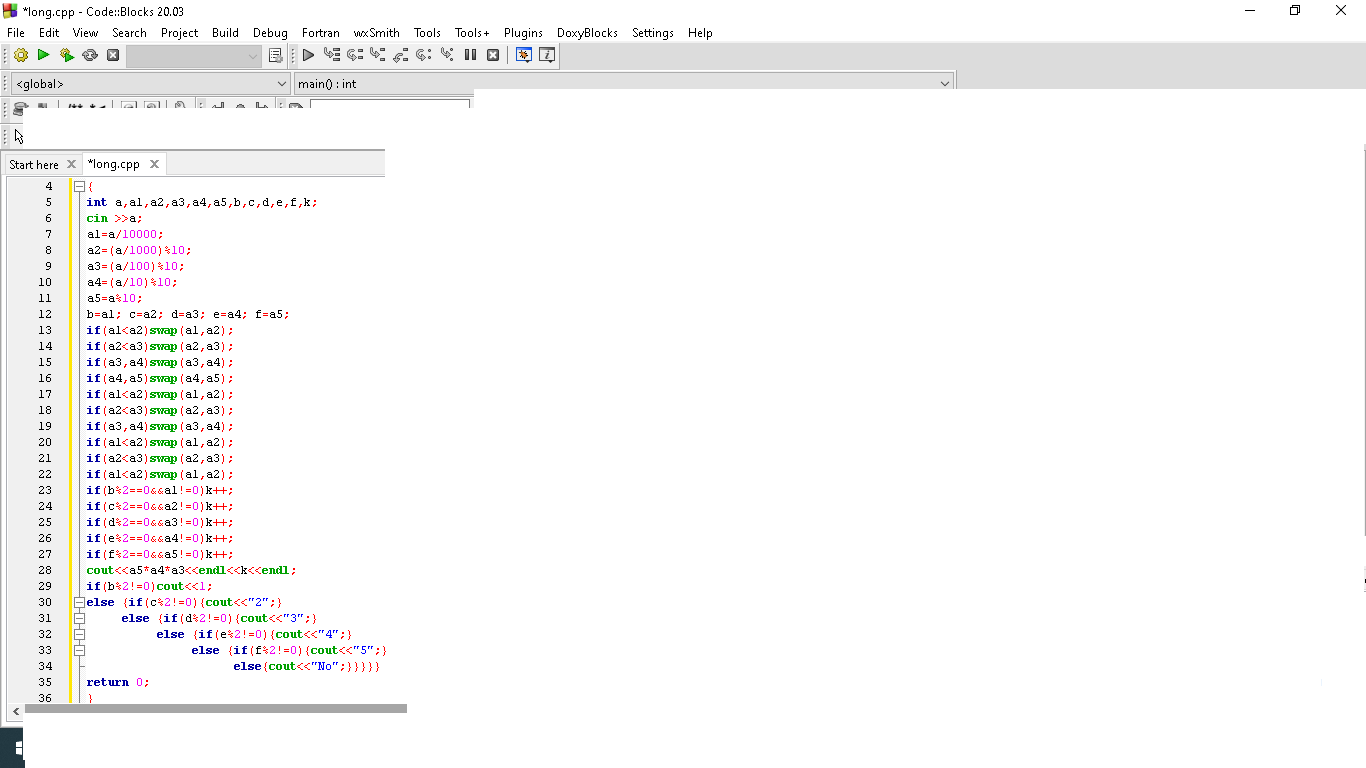 *long.cpp - Code::Blocks 20.03
File Edit View Search Project Build Debug Fortran wxSmith Tools Tools+ Plugins DoxyBlocks Settings Help
<global> main() : int
Start here *long.cpp
4 {
5 int a,a1,a2,a3,a4,a5,b,c,d,e,f,k;
6 cin >>a;
7 a1=a/10000;
8 a2=(a/1000)%10;
9 a3=(a/100)%10;
10 a4=(a/10)%10;
11 a5=a%10;
12 b=a1; c=a2; d=a3; e=a4; f=a5;
13 if(a1<a2)swap(a1,a2);
14 if(a2<a3)swap(a2,a3);
15 if(a3,a4)swap(a3,a4);
16 if(a4,a5)swap(a4,a5);
17 if(a1<a2)swap(a1,a2);
18 if(a2<a3)swap(a2,a3);
19 if(a3,a4)swap(a3,a4);
20 if(a1<a2)swap(a1,a2);
21 if(a2<a3)swap(a2,a3);
22 if(a1<a2)swap(a1,a2);
23 if(b%2==0&&a1!=0)k++;
24 if(c%2==0&&a2!=0)k++;
25 if(d%2==0&&a3!=0)k++;
26 if(e%2==0&&a4!=0)k++;
27 if(f%2==0&&a5!=0)k++;
28 cout<<a5*a4*a3<<endl<<k<<endl;
29 if(b%2!=0)cout<<1;
30 else {if(c%2!=0){cout<<"2";}
31 else {if(d%2!=0){cout<<"3";}
32 else {if(e%2!=0){cout<<"4";}
33 else {if(f%2!=0){cout<<"5";}
34 else{cout<<"No";}}}}}
35 return 0;
36 }